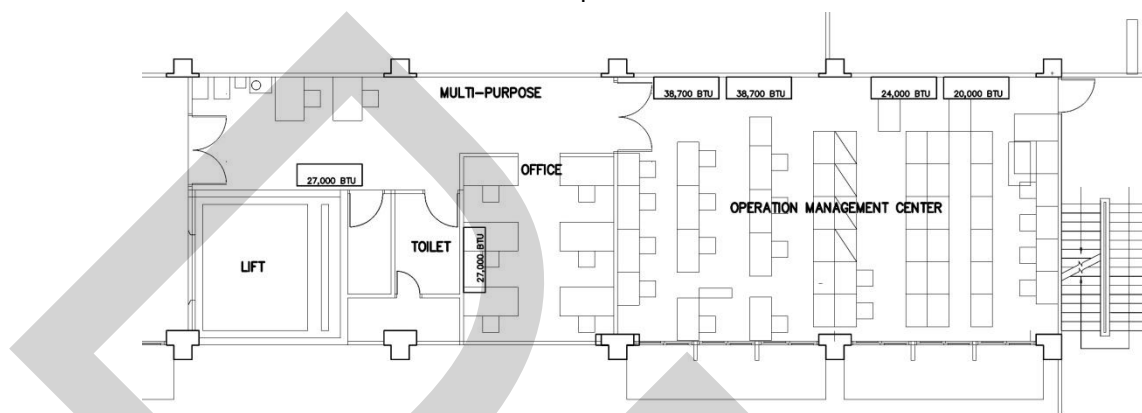 MULTI-PURPOSE
38,700 BTU
38,700 BTU
24,000 BTU
20,000 BTU
27,000 BTU
OFFICE
OPERATION MANAGEMENT CENTER
LIFT
TOILET
27,000 BTU